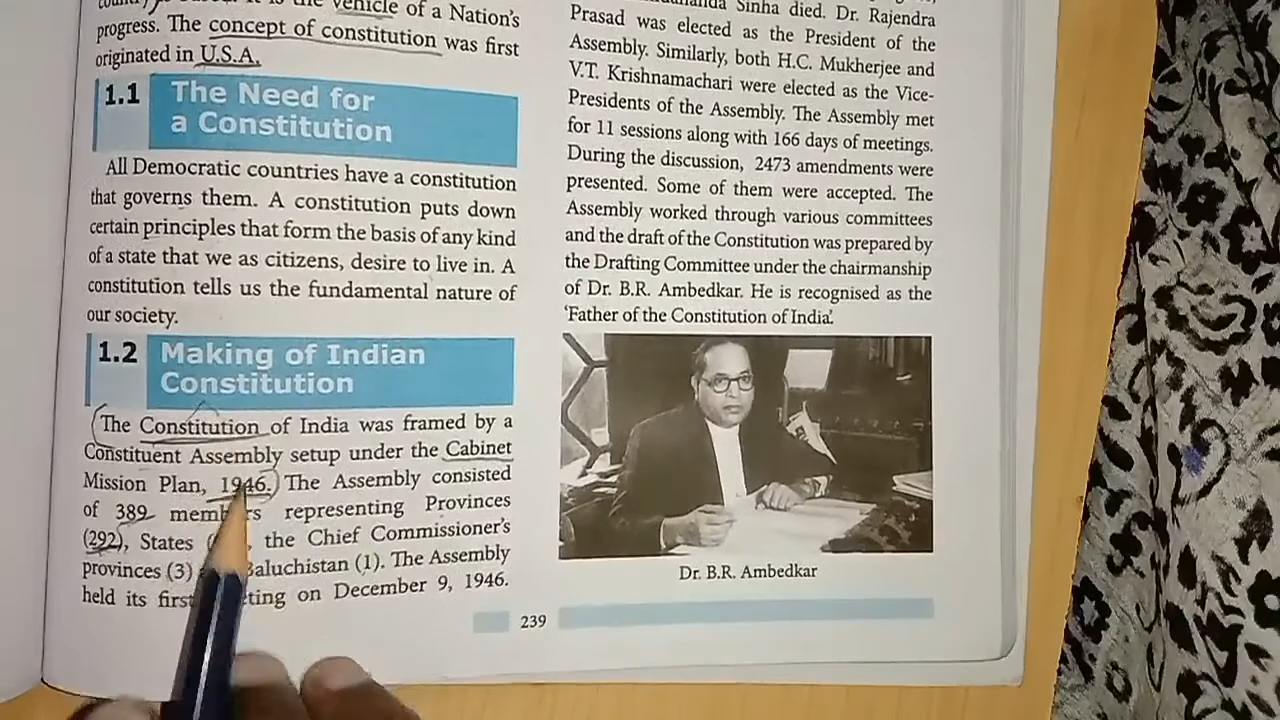 vehicle of a Nation's
progress. The concept of constitution was first
originated in U.S.A.
1.1 The Need for
a Constitution
All Democratic countries have a constitution
that governs them. A constitution puts down
certain principles that form the basis of any kind
of a state that we as citizens, desire to live in. A
constitution tells us the fundamental nature of
our society.
1.2 Making of Indian
Constitution
The Constitution of India was framed by a
Constituent Assembly setup under the Cabinet
Mission Plan, 1946. The Assembly consisted
of 389 members representing Provinces
(292), States the Chief Commissioner's
provinces (3) Baluchistan (1). The Assembly
held its first on December 9, 1946.
Sinha died. Dr. Rajendra
Prasad was elected as the President of the
Assembly. Similarly, both H.C. Mukherjee and
V.T. Krishnamachari were elected as the Vice-
Presidents of the Assembly. The Assembly met
for 11 sessions along with 166 days of meetings.
During the discussion, 2473 amendments were
presented. Some of them were accepted. The
Assembly worked through various committees
and the draft of the Constitution was prepared by
the Drafting Committee under the chairmanship
of Dr. B.R. Ambedkar. He is recognised as the
'Father of the Constitution of India'.
Dr. B.R. Ambedkar
239